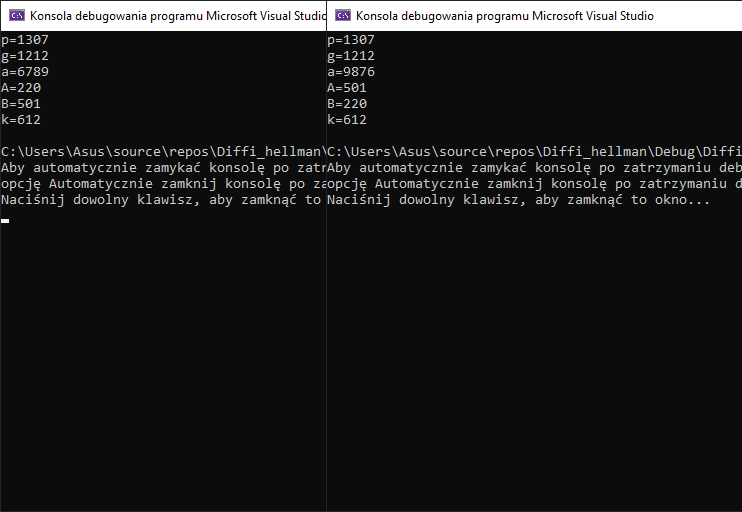 Konsola debugowania programu Microsoft Visual Studio
p=1307
g=1212
a=6789
A=220
B=501
k=612
C:\Users\Asus\source\repos\Diffi_hellman\
Aby automatycznie zamykać konsolę po zatr
opcję Automatycznie zamknij konsolę po za
Naciśnij dowolny klawisz, aby zamknąć to
Konsola debugowania programu Microsoft Visual Studio
p=1307
g=1212
a=9876
A=501
B=220
k=612
C:\Users\Asus\source\repos\Diffi_hellman\Debug\Diffi
Aby automatycznie zamykać konsolę po zatrzymaniu deb
opcję Automatycznie zamknij konsolę po zatrzymaniu d
Naciśnij dowolny klawisz, aby zamknąć to okno...